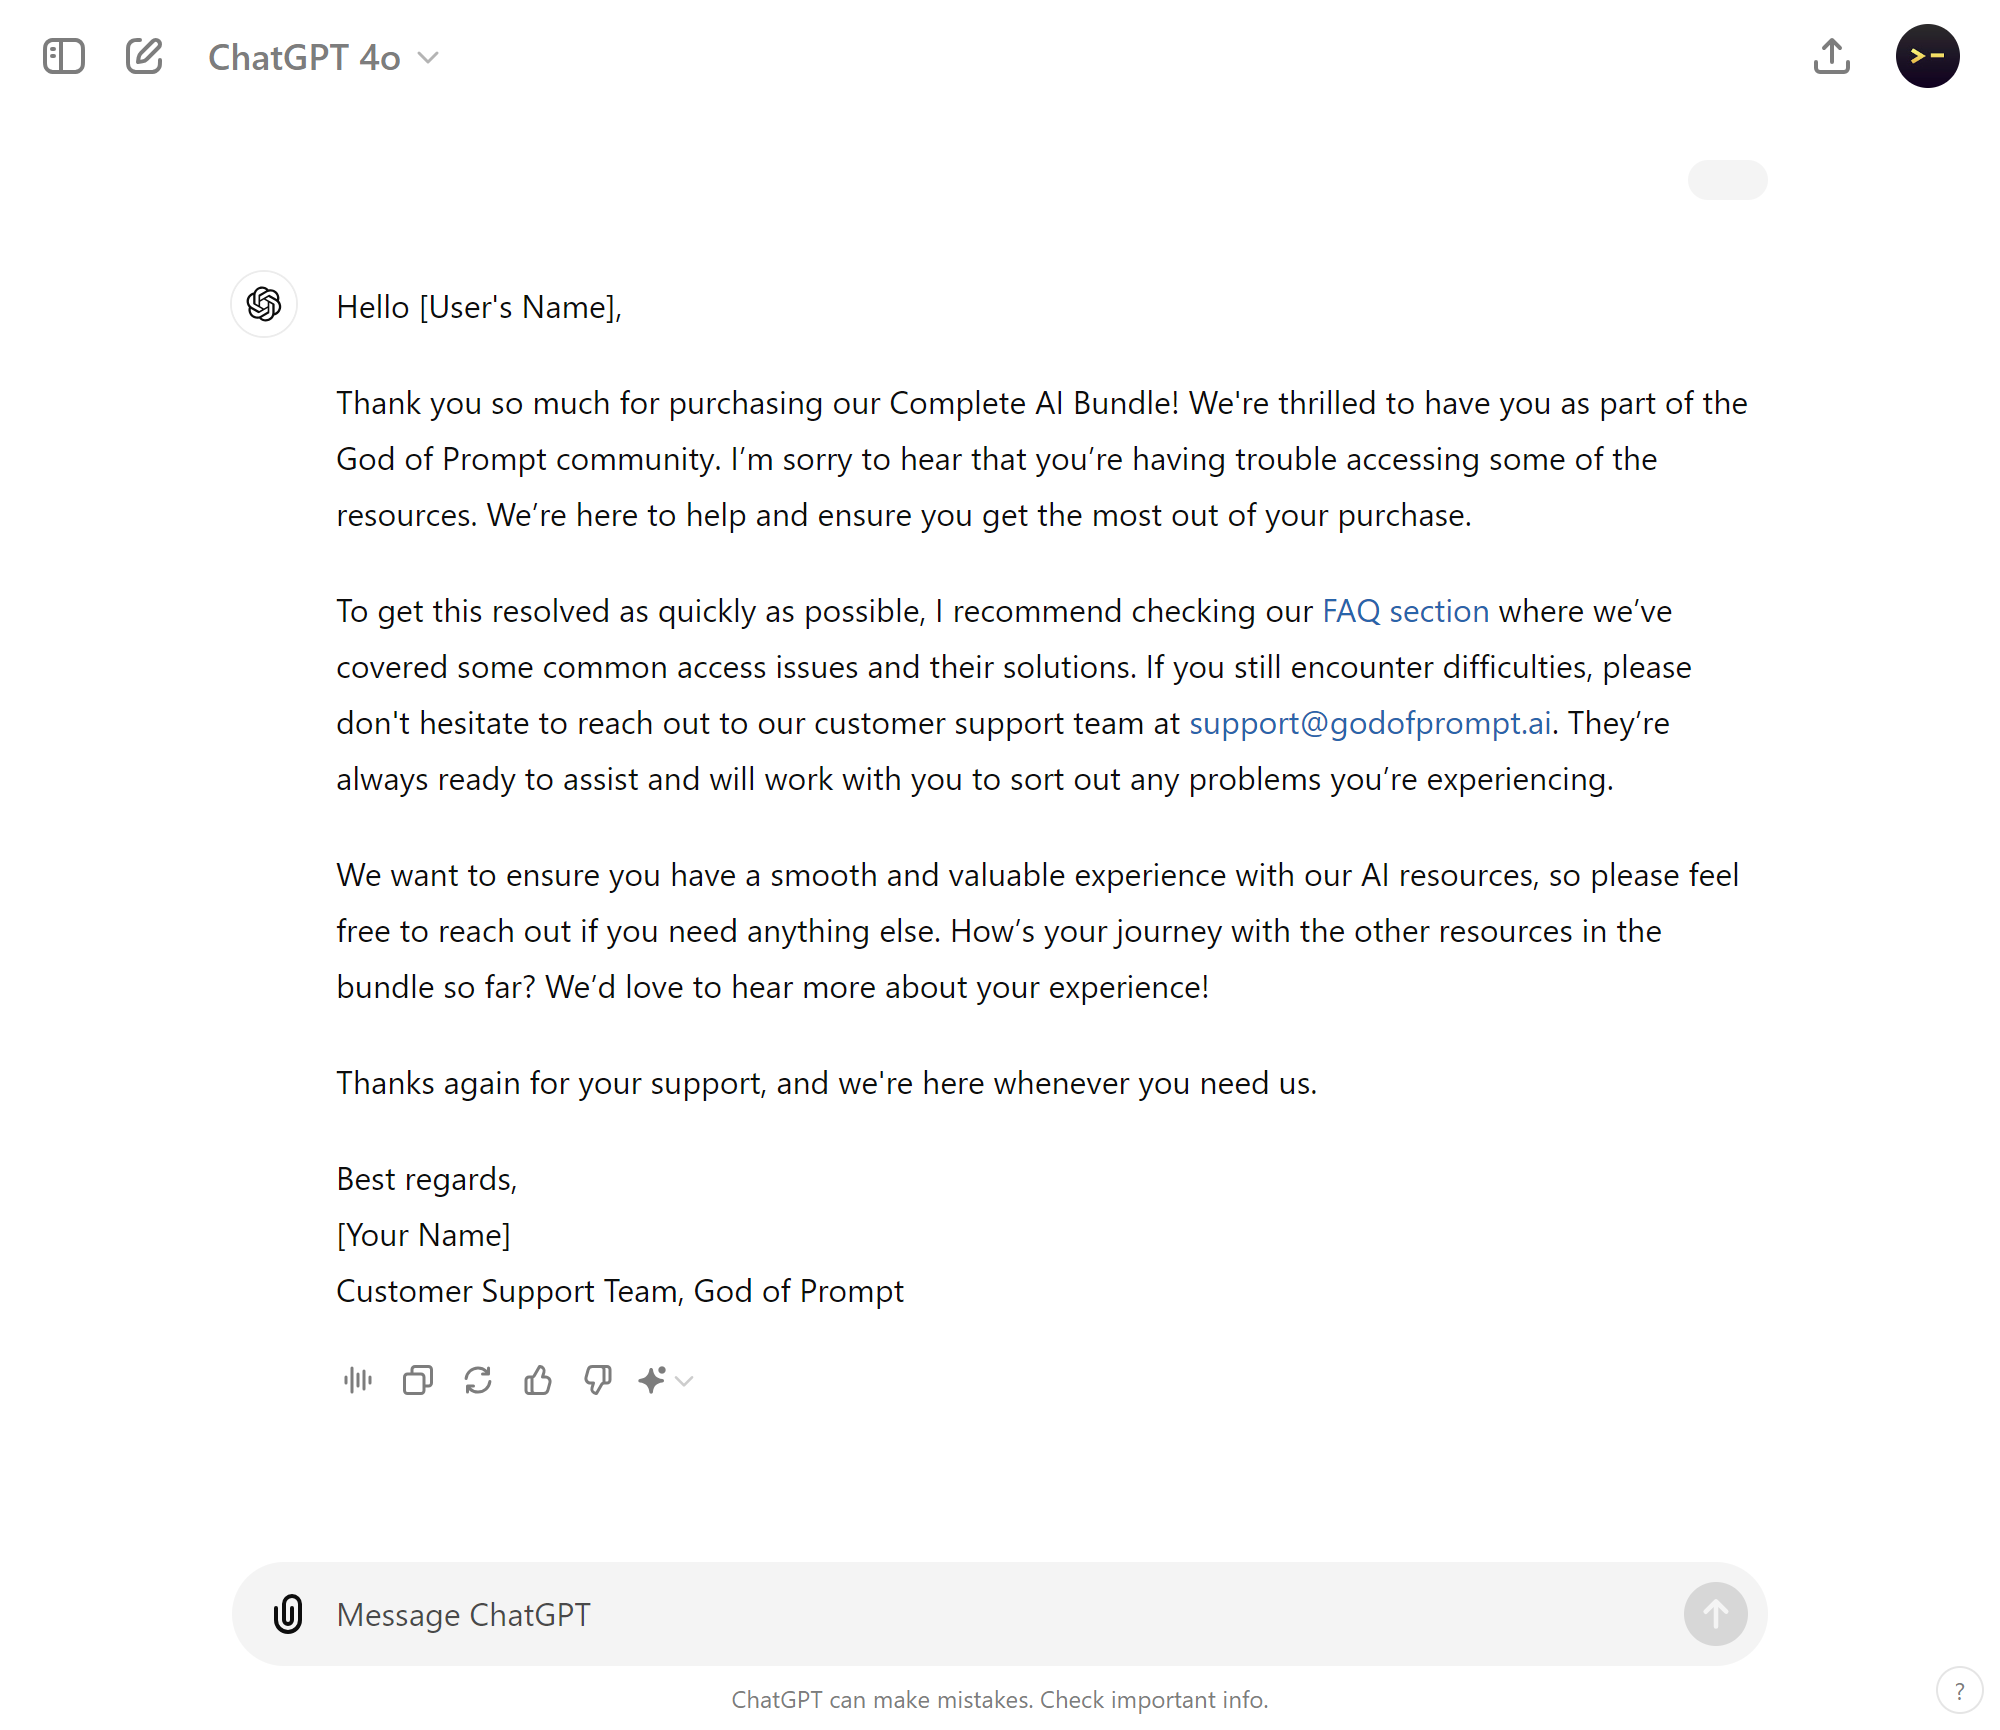 ChatGPT 4o
Hello [User's Name],
Thank you so much for purchasing our Complete AI Bundle! We're thrilled to have you as part of the
God of Prompt community. I’m sorry to hear that you’re having trouble accessing some of the
resources. We’re here to help and ensure you get the most out of your purchase.
To get this resolved as quickly as possible, I recommend checking our FAQ section where we’ve
covered some common access issues and their solutions. If you still encounter difficulties, please
don't hesitate to reach out to our customer support team at support@godofprompt.ai. They’re
always ready to assist and will work with you to sort out any problems you’re experiencing.
We want to ensure you have a smooth and valuable experience with our AI resources, so please feel
free to reach out if you need anything else. How’s your journey with the other resources in the
bundle so far? We’d love to hear more about your experience!
Thanks again for your support, and we're here whenever you need us.
Best regards,
[Your Name]
Customer Support Team, God of Prompt
Message ChatGPT
ChatGPT can make mistakes. Check important info.
?